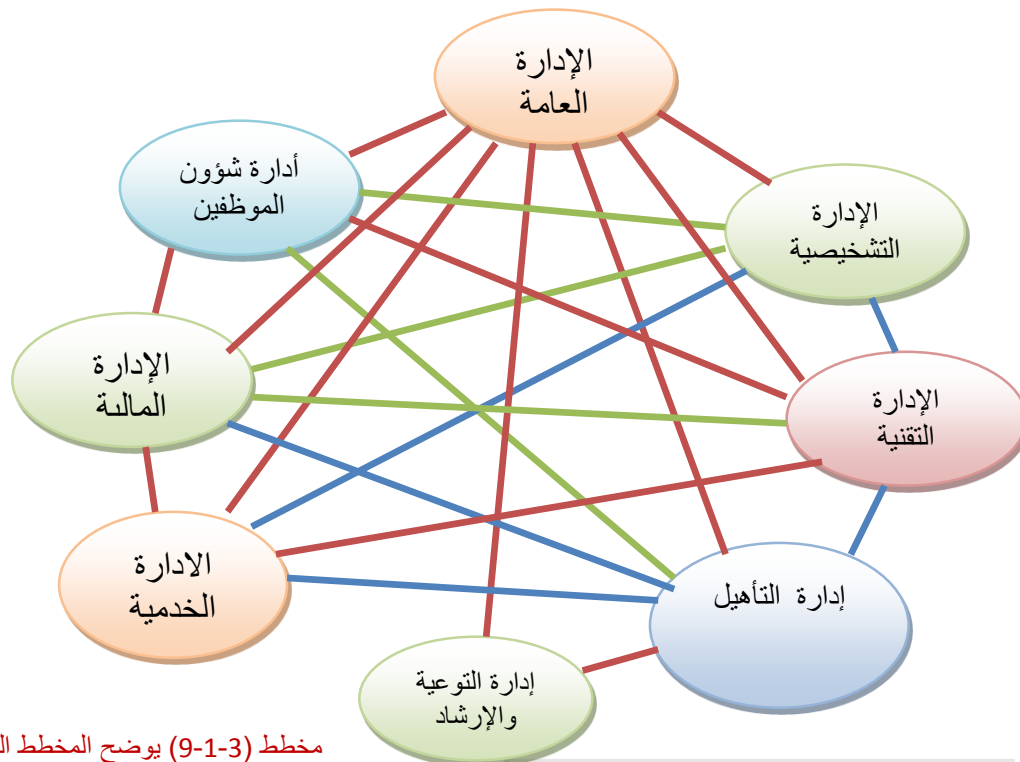 الإدارة
العامة
أدارة شؤون
الموظفين
الإدارة
التشخيصية
الإدارة
المالىة
الإدارة
التقنية
الادارة
الخدمية
إدارة التأهيل
إدارة التوعية
والإرشاد
مخطط (3-1-9) يوضح المخطط